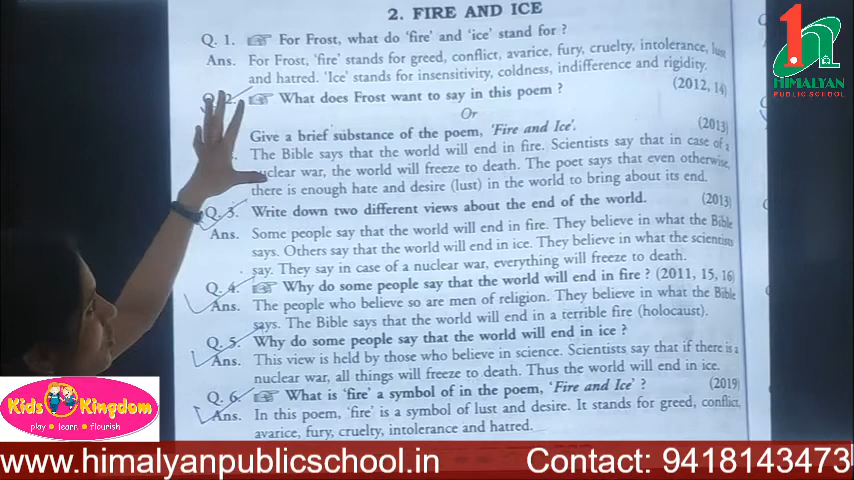 2. FIRE AND ICE
Q. 1. For Frost, what do 'fire' and 'ice' stand for ?
Ans. For Frost, 'fire' stands for greed, conflict, avarice, fury, cruelty, intolerance, lust
and hatred. 'Ice' stands for insensitivity, coldness, indifference and rigidity.
2. What does Frost want to say in this poem ? (2012, 14)
Or
Give a brief substance of the poem, 'Fire and Ice'. (2013)
The Bible says that the world will end in fire. Scientists say that in case of a
nuclear war, the world will freeze to death. The poet says that even otherwise,
there is enough hate and desire (lust) in the world to bring about its end.
Q. 3. Write down two different views about the end of the world. (2013)
Ans. Some people say that the world will end in fire. They believe in what the Bible
says. Others say that the world will end in ice. They believe in what the scientists
say. They say in case of a nuclear war, everything will freeze to death.
Q. 4. Why do some people say that the world will end in fire ? (2011, 15, 16)
Ans. The people who believe so are men of religion. They believe in what the Bible
says. The Bible says that the world will end in a terrible fire (holocaust).
Q. 5. Why do some people say that the world will end in ice ?
Ans. This view is held by those who believe in science. Scientists say that if there is a
nuclear war, all things will freeze to death. Thus the world will end in ice.
Q. 6. What is 'fire' a symbol of in the poem, 'Fire and Ice' ? (2019)
Ans. In this poem, 'fire' is a symbol of lust and desire. It stands for greed, conflict,
avarice, fury, cruelty, intolerance and hatred.
HIMALYAN
PUBLIC SCHOOL
Kids Kingdom
play • learn • flourish
www.himalyanpublicschool.in Contact: 9418143473